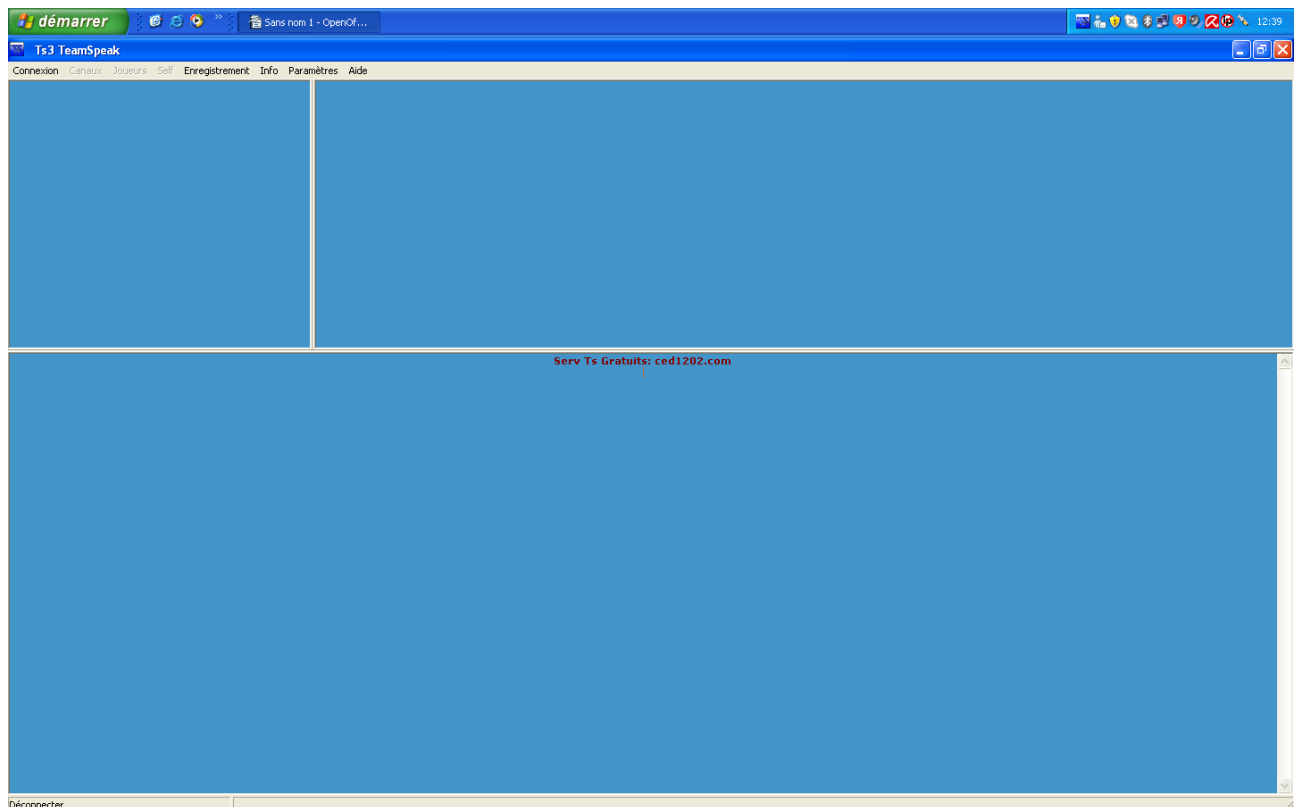 démarrer
Sans nom 1 - OpenOf...
12:39
Ts3 TeamSpeak
Connexion Canaux Joueurs Self Enregistrement Info Paramètres Aide
Serv Ts Gratuits: ced1202.com
Déconnecter